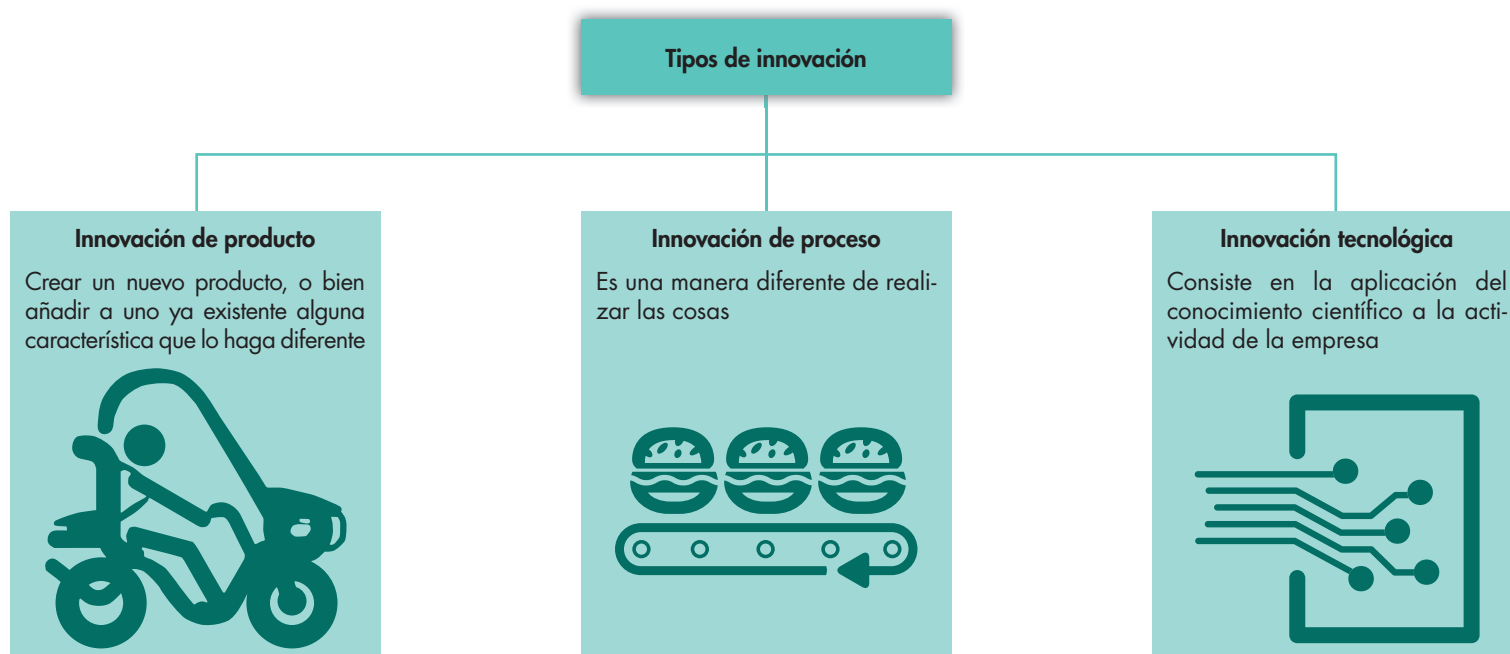 Tipos de innovación
Innovación de producto
Crear un nuevo producto, o bien
añadir a uno ya existente alguna
característica que lo haga diferente
Innovación de proceso
Es una manera diferente de reali-
zar las cosas
Innovación tecnológica
Consiste en la aplicación del
conocimiento científico a la acti-
vidad de la empresa